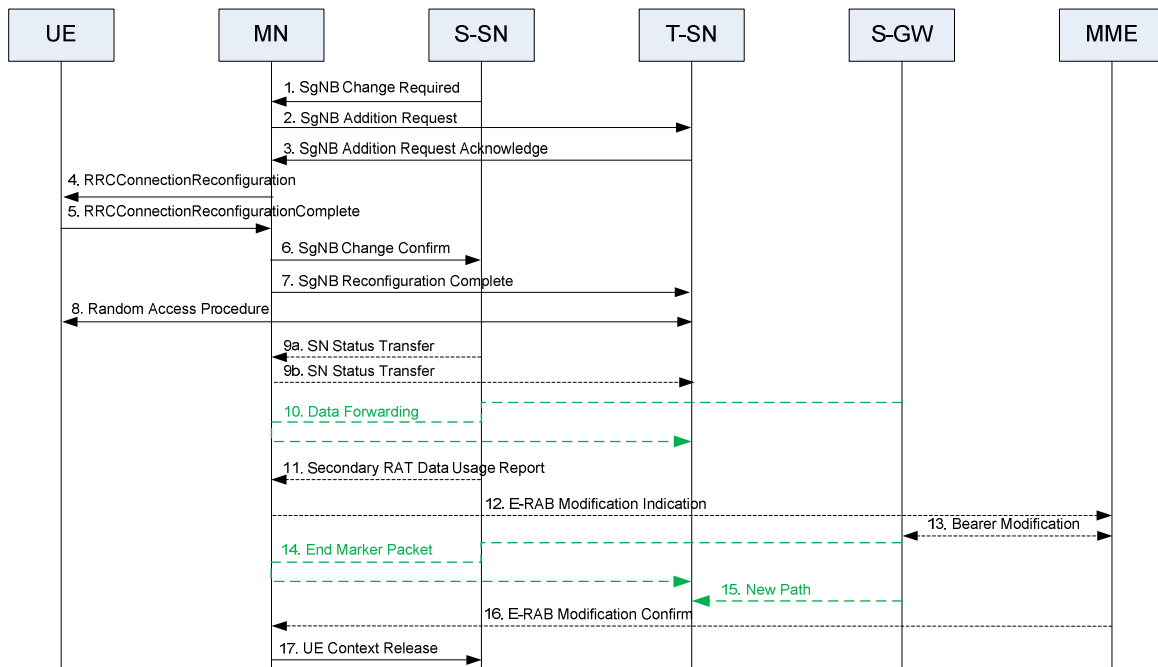 UE
MN
S-SN
T-SN
S-GW
MME
1. SgNB Change Required
2. SgNB Addition Request
3. SgNB Addition Request Acknowledge
4. RRCConnectionReconfiguration
5. RRCConnectionReconfigurationComplete
6. SgNB Change Confirm
7. SgNB Reconfiguration Complete
8. Random Access Procedure
9a. SN Status Transfer
9b. SN Status Transfer
10. Data Forwarding
11. Secondary RAT Data Usage Report
12. E-RAB Modification Indication
13. Bearer Modification
14. End Marker Packet
15. New Path
16. E-RAB Modification Confirm
17. UE Context Release